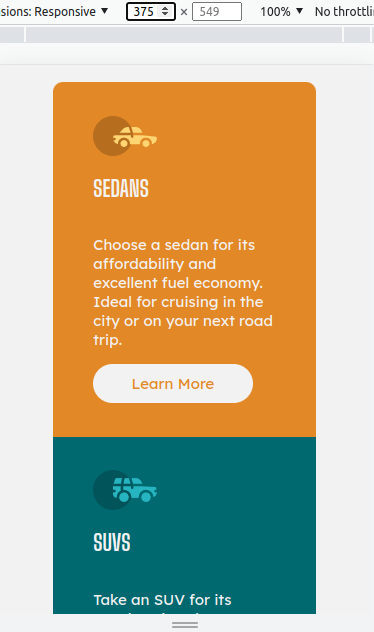 sions: Responsive ▼ 375 × 549 100% ▼ No throttli
SEDANS
Choose a sedan for its
affordability and
excellent fuel economy.
Ideal for cruising in the
city or on your next road
trip.
Learn More
SUVS
Take an SUV for its